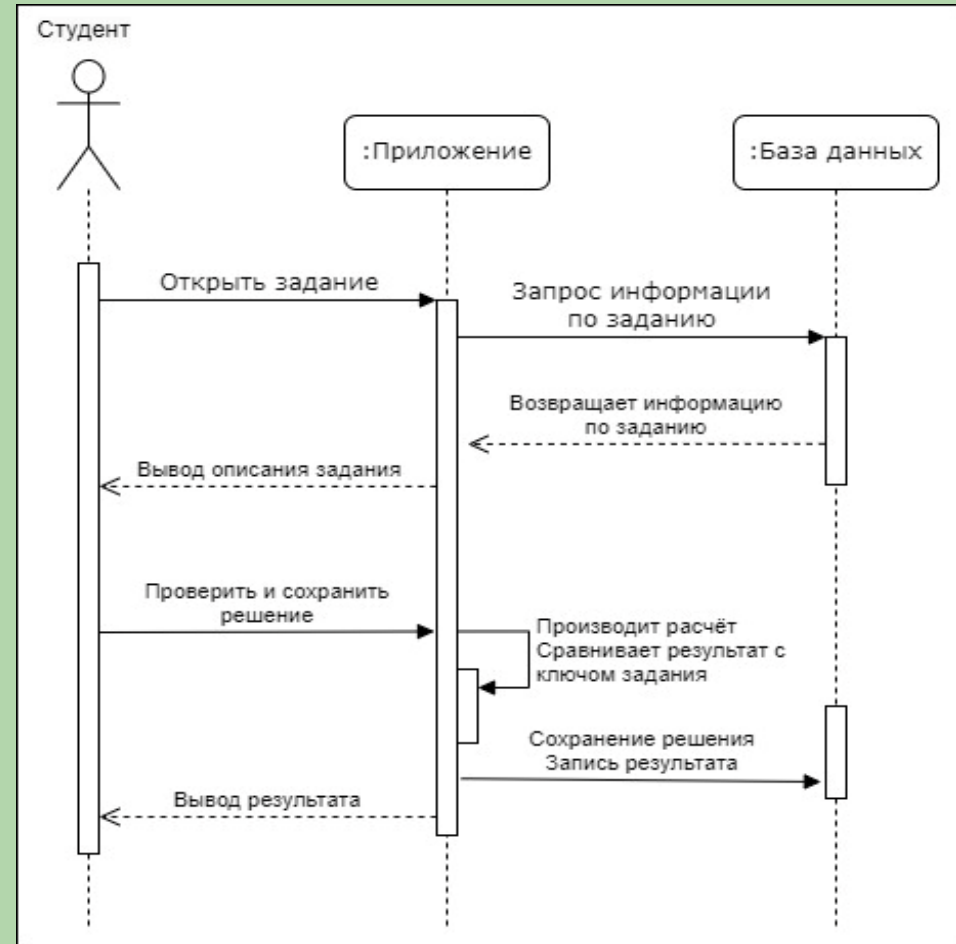 Студент
:Приложение
:База данных
Открыть задание
Запрос информации
по заданию
Возвращает информацию
по заданию
Вывод описания задания
Проверить и сохранить
решение
Производит расчёт
Сравнивает результат с
ключом задания
Сохранение решения
Запись результата
Вывод результата